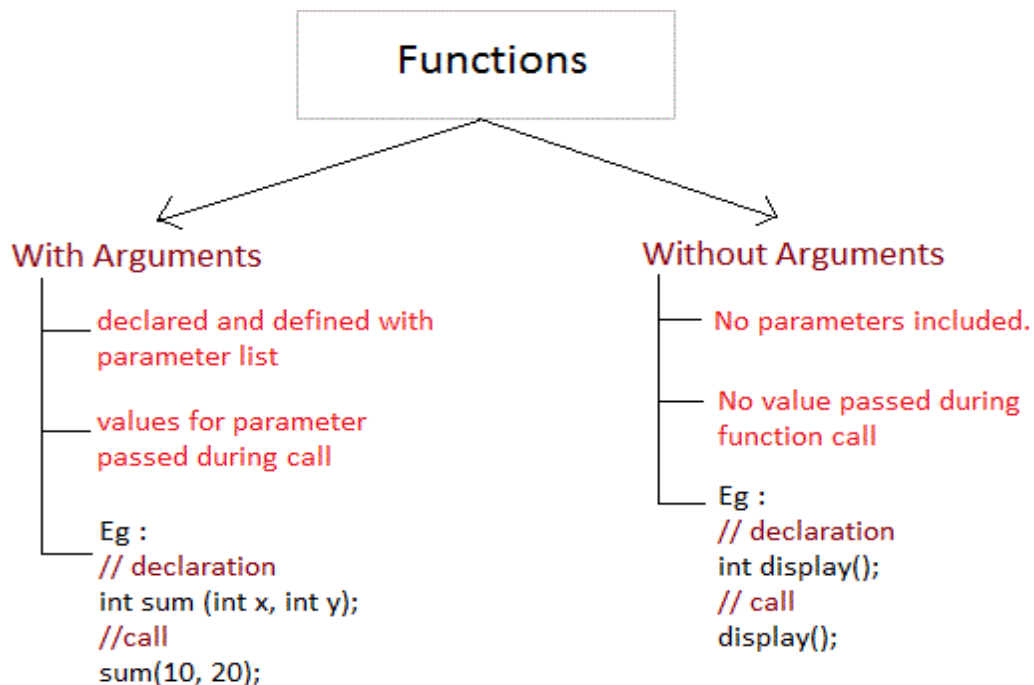 Functions
With Arguments
declared and defined with
parameter list
values for parameter
passed during call
Eg :
// declaration
int sum (int x, int y);
//call
sum(10, 20);
Without Arguments
No parameters included.
No value passed during
function call
Eg :
// declaration
int display();
// call
display();